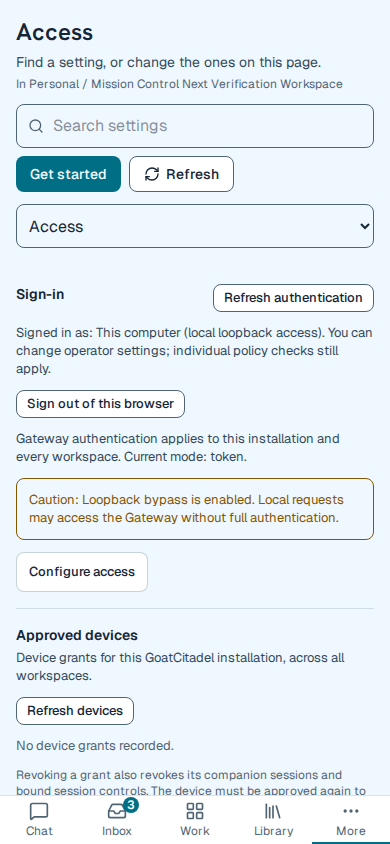 Access
Find a setting, or change the ones on this page.
In Personal / Mission Control Next Verification Workspace
Search settings
Get started
Refresh
Access
Sign-in
Refresh authentication
Signed in as: This computer (local loopback access). You can
change operator settings; individual policy checks still
apply.
Sign out of this browser
Gateway authentication applies to this installation and
every workspace. Current mode: token.
Caution: Loopback bypass is enabled. Local requests
may access the Gateway without full authentication.
Configure access
Approved devices
Device grants for this GoatCitadel installation, across all
workspaces.
Refresh devices
No device grants recorded.
Revoking a grant also revokes its companion sessions and
bound session controls. The device must be approved again to
3
Chat
Inbox
Work
Library
More